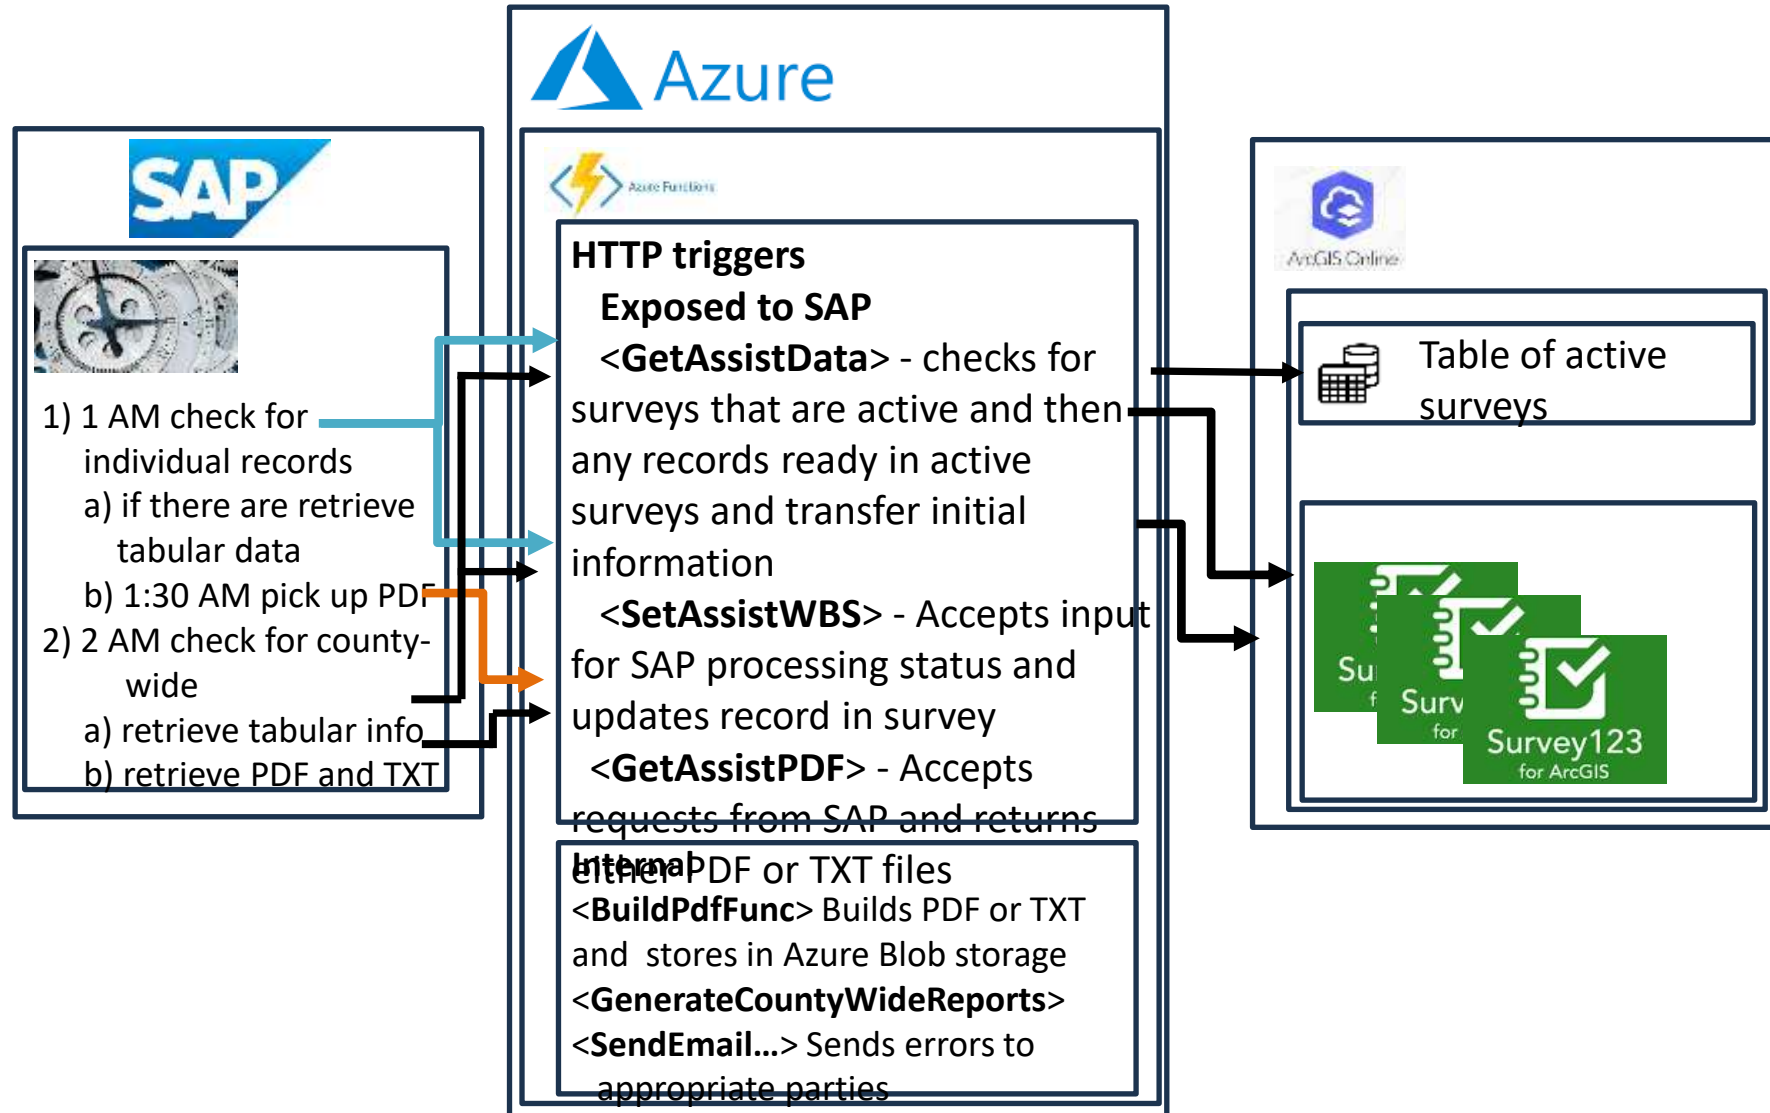 Azure
SAP
Azure Functions
ArcGIS Online
HTTP triggers
Exposed to SAP
<GetAssistData> - checks for
surveys that are active and then
any records ready in active
surveys and transfer initial
information
<SetAssistWBS> - Accepts input
for SAP processing status and
updates record in survey
<GetAssistPDF> - Accepts
requests from SAP and returns
either PDF or TXT files
Internal
<BuildPdfFunc> Builds PDF or TXT
and  stores in Azure Blob storage
<GenerateCountyWideReports>
<SendEmail…> Sends errors to
appropriate parties
1) 1 AM check for
individual records
a) if there are retrieve
tabular data
b) 1:30 AM pick up PDF
2) 2 AM check for county-
wide
a) retrieve tabular info
b) retrieve PDF and TXT
Table of active
surveys
Su
f
Surv
for
Survey123
for ArcGIS